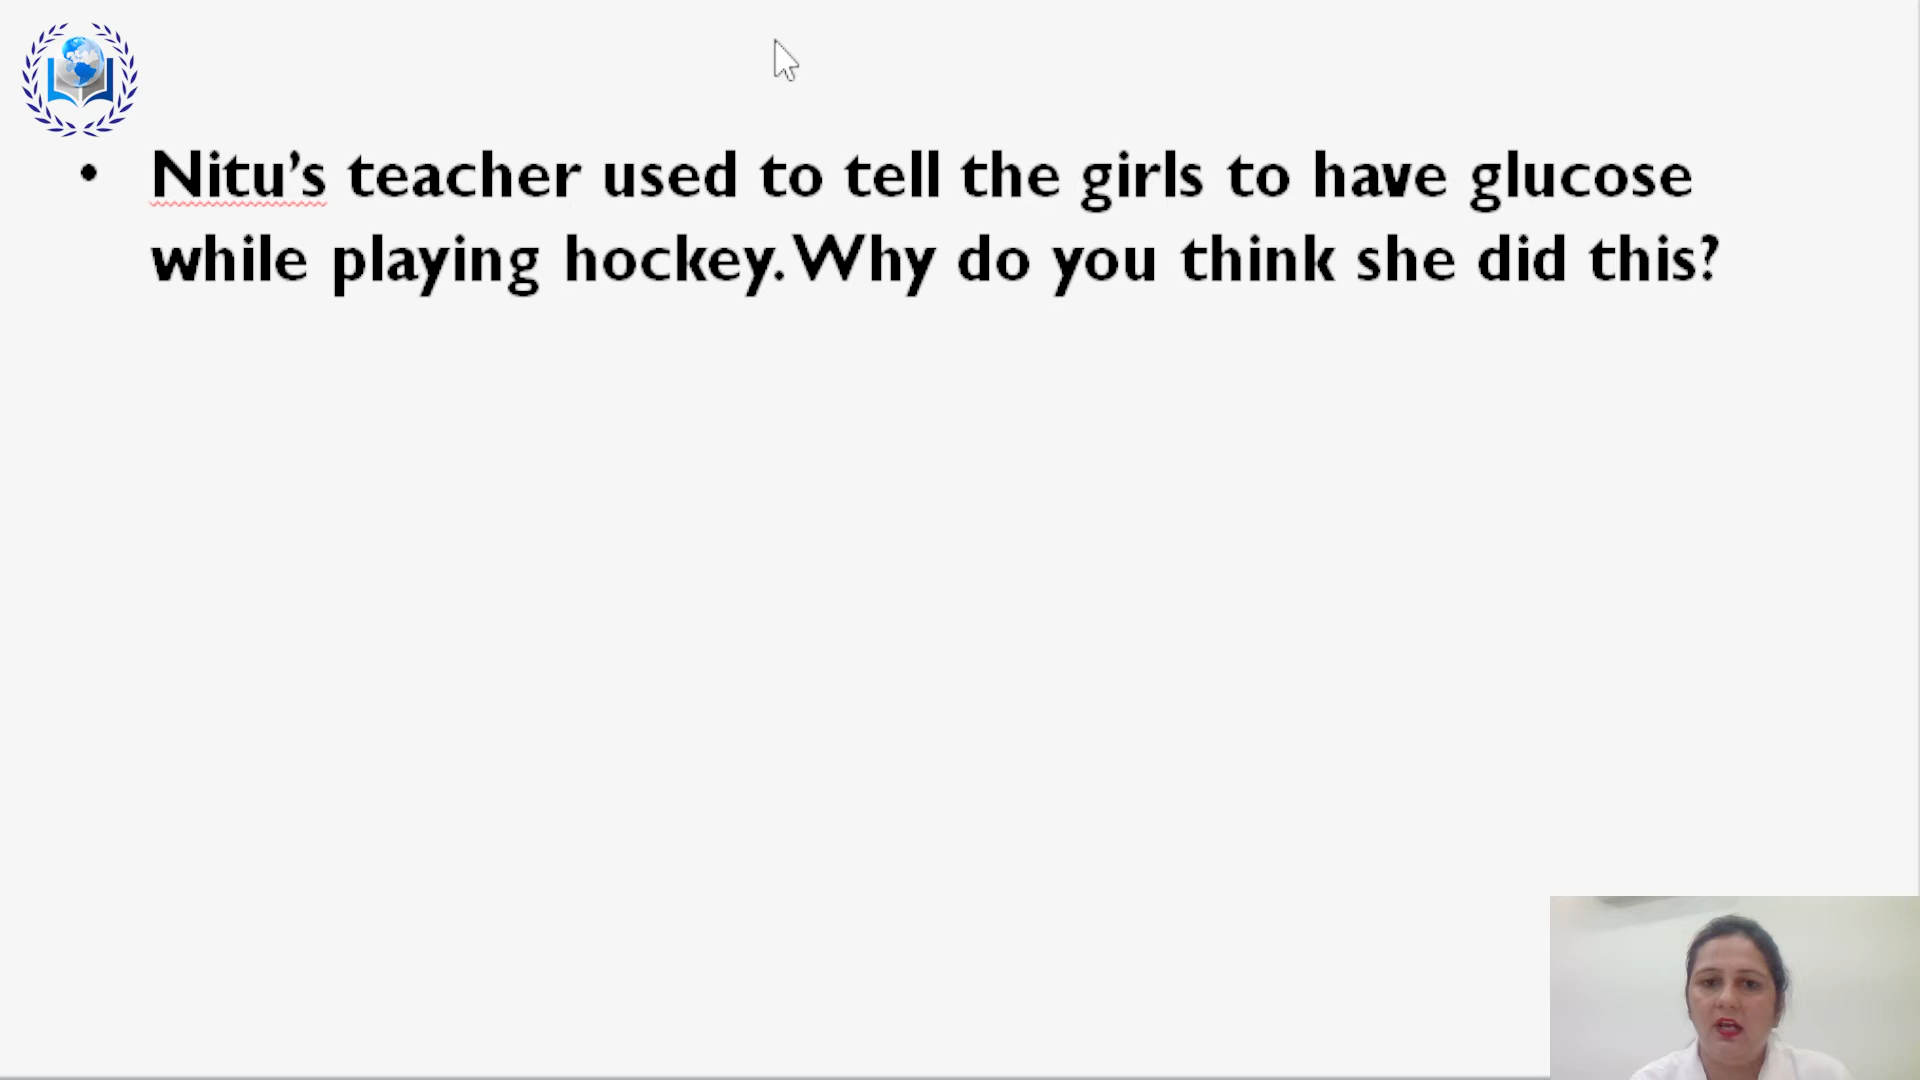 • Nitu's teacher used to tell the girls to have glucose
while playing hockey. Why do you think she did this?